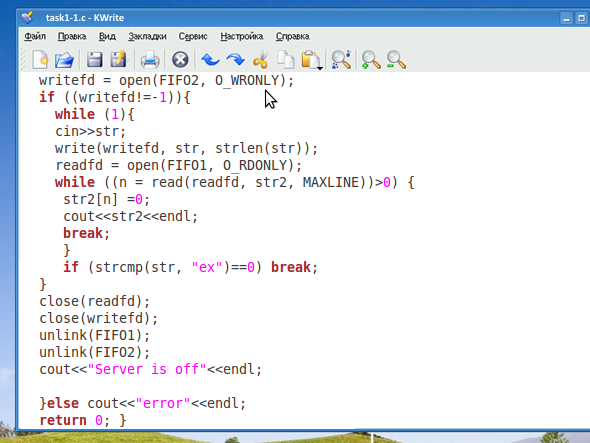 task1-1.c - KWrite
Файл Правка Вид Закладки Сервис Настройка Справка
writefd = open(FIFO2, O_WRONLY);
if ((writefd!=-1)){
while (1){
cin>>str;
write(writefd, str, strlen(str));
readfd = open(FIFO1, O_RDONLY);
while ((n = read(readfd, str2, MAXLINE))>0) {
str2[n] =0;
cout<<str2<<endl;
break;
}
if (strcmp(str, "ex")==0) break;
}
close(readfd);
close(writefd);
unlink(FIFO1);
unlink(FIFO2);
cout<<"Server is off"<<endl;
}else cout<<"error"<<endl;
return 0; }